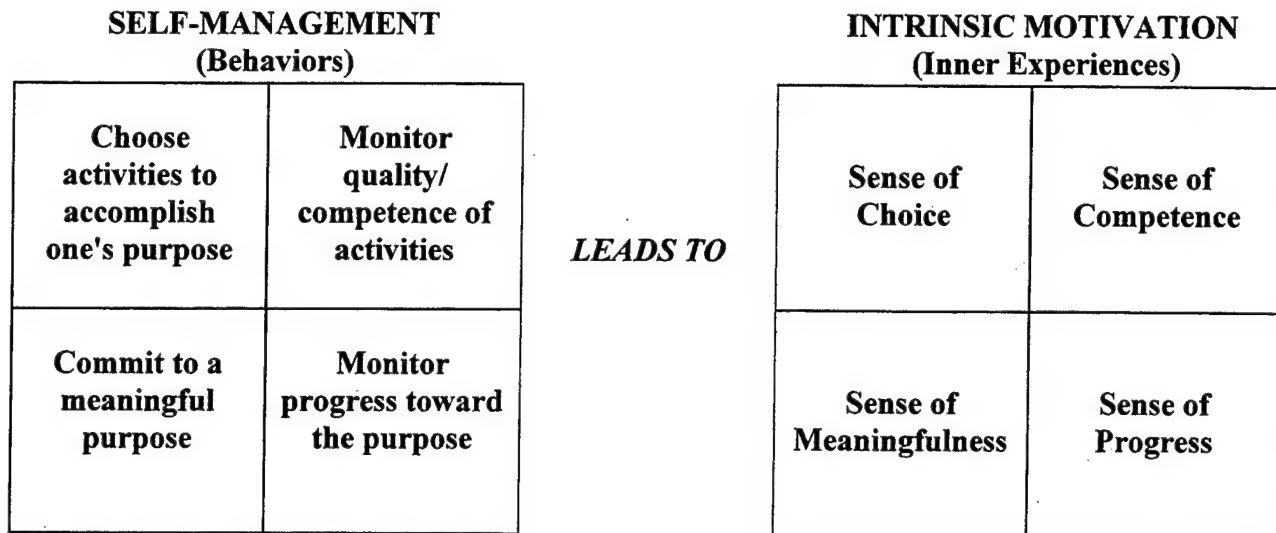 SELF-MANAGEMENT
(Behaviors)
Choose
activities to
accomplish
one's purpose
Monitor
quality/
competence of
activities
Commit to a
meaningful
purpose
Monitor
progress toward
the purpose
LEADS TO
INTRINSIC MOTIVATION
(Inner Experiences)
Sense of
Choice
Sense of
Competence
Sense of
Meaningfulness
Sense of
Progress